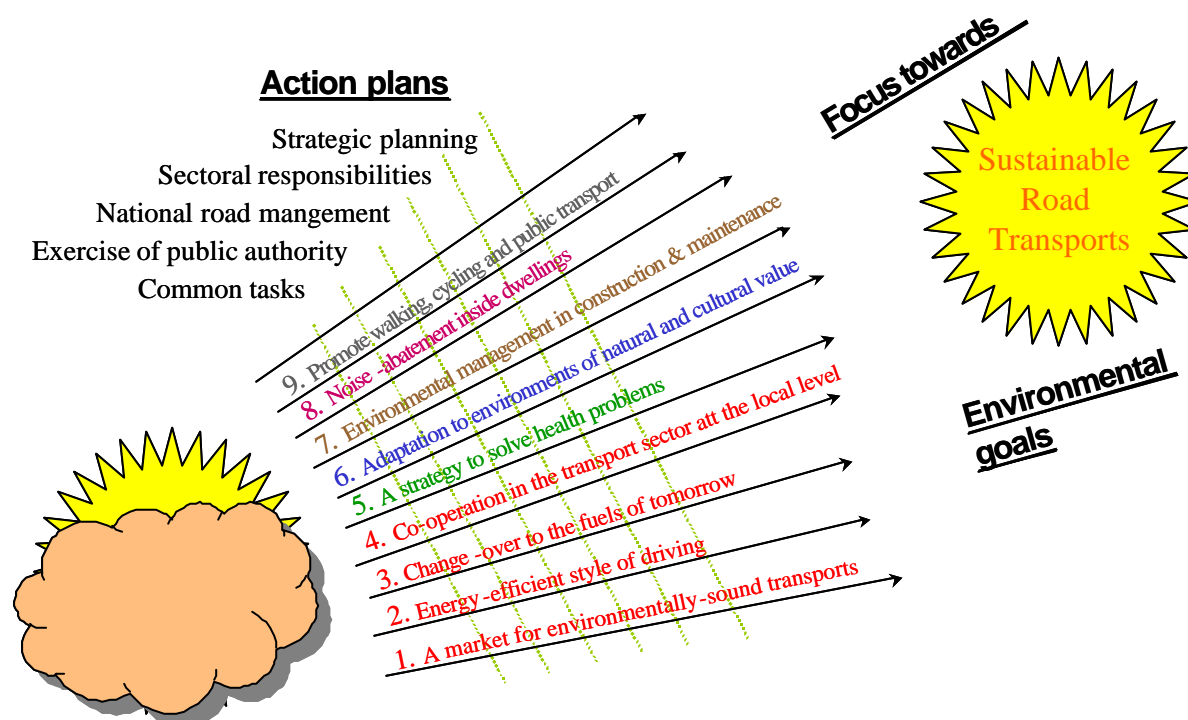 Action plans
Strategic planning
Sectoral responsibilities
National road mangement
Exercise of public authority
Common tasks
9. Promote walking, cycling and public transport
8. Noise -abatement inside dwellings
7. Environmental management in construction & maintenance
6. Adaptation to environments of natural and cultural value
5. A strategy to solve health problems
4. Co-operation in the transport sector att the local level
3. Change -over to the fuels of tomorrow
2. Energy -efficient style of driving
1. A market for environmentally-sound transports
Focus towards
Sustainable
Road
Transports
Environmental
goals